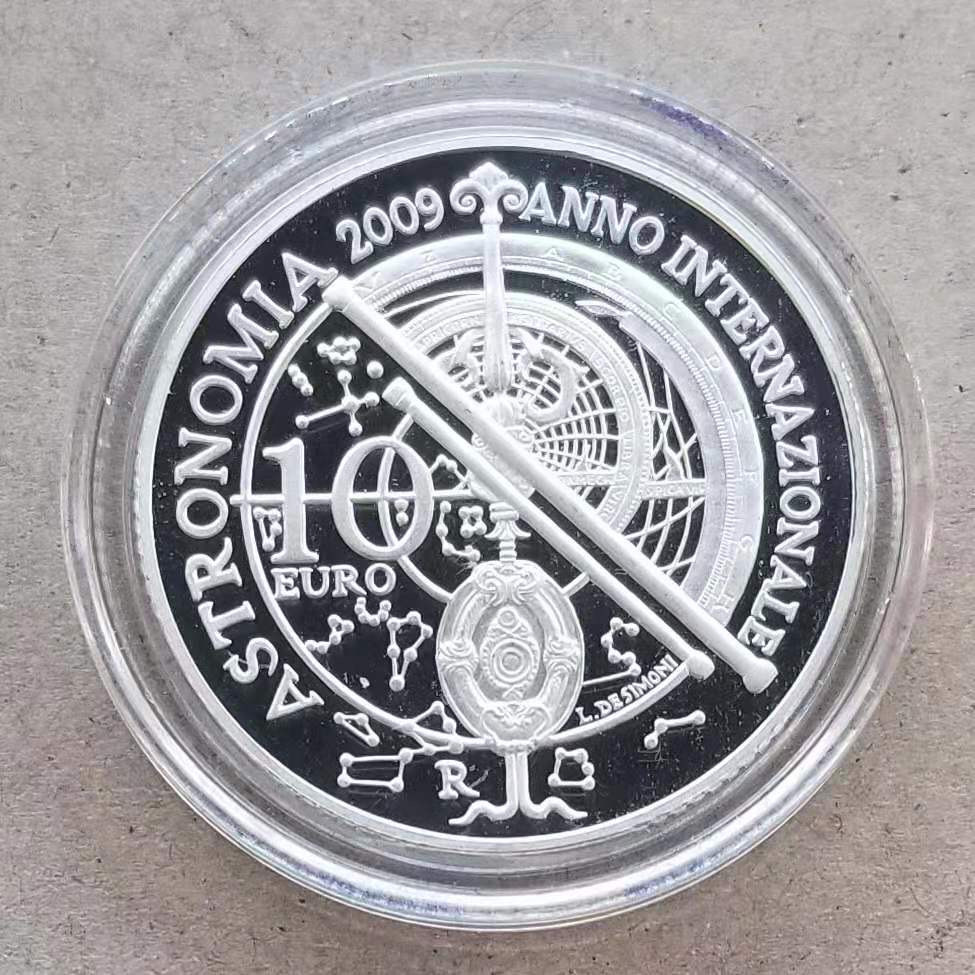 ANNO INTERNAZIONALE
ASTRONOMIA 2009
10
EURO
L. DE SIMONI
R